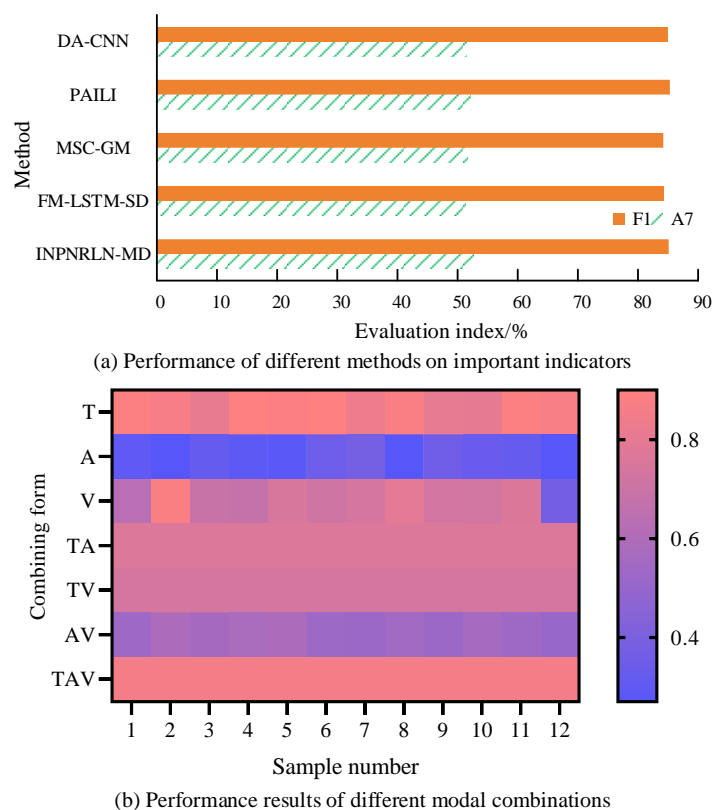 Method
DA-CNN
PAILI
MSC-GM
FM-LSTM-SD
INPNRLN-MD
F1 A7
0 10 20 30 40 50 60 70 80 90
Evaluation index/%
(a) Performance of different methods on important indicators
Combining form
T
A
V
TA
TV
AV
TAV
0.8
0.6
0.4
1 2 3 4 5 6 7 8 9 10 11 12
Sample number
(b) Performance results of different modal combinations